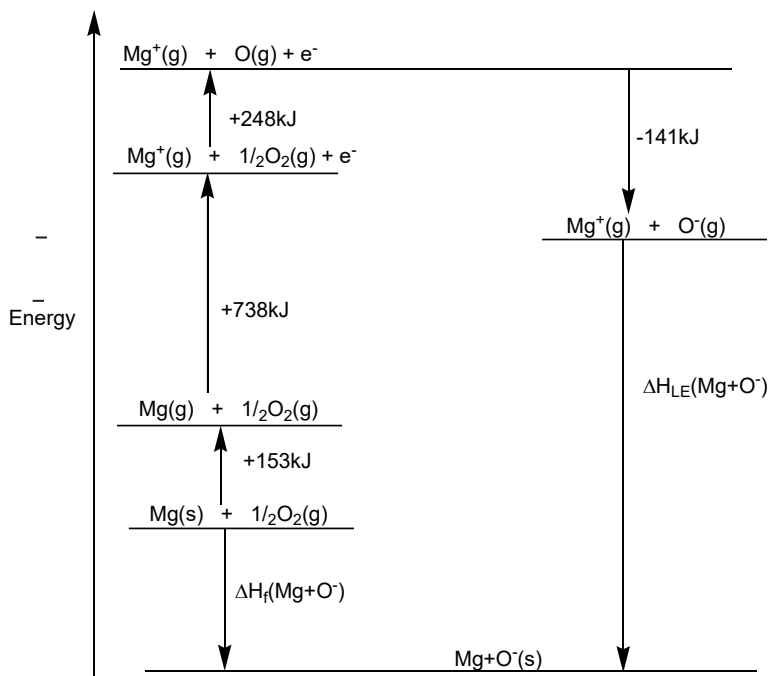 Mg⁺(g) + O(g) + e⁻
+248kJ
-141kJ
Mg⁺(g) + 1/₂O₂(g) + e⁻
Mg⁺(g) + O⁻(g)
Energy
+738kJ
ΔH_LE(Mg+O⁻)
Mg(g) + 1/₂O₂(g)
+153kJ
Mg(s) + 1/₂O₂(g)
ΔH_f(Mg+O⁻)
Mg+O⁻(s)